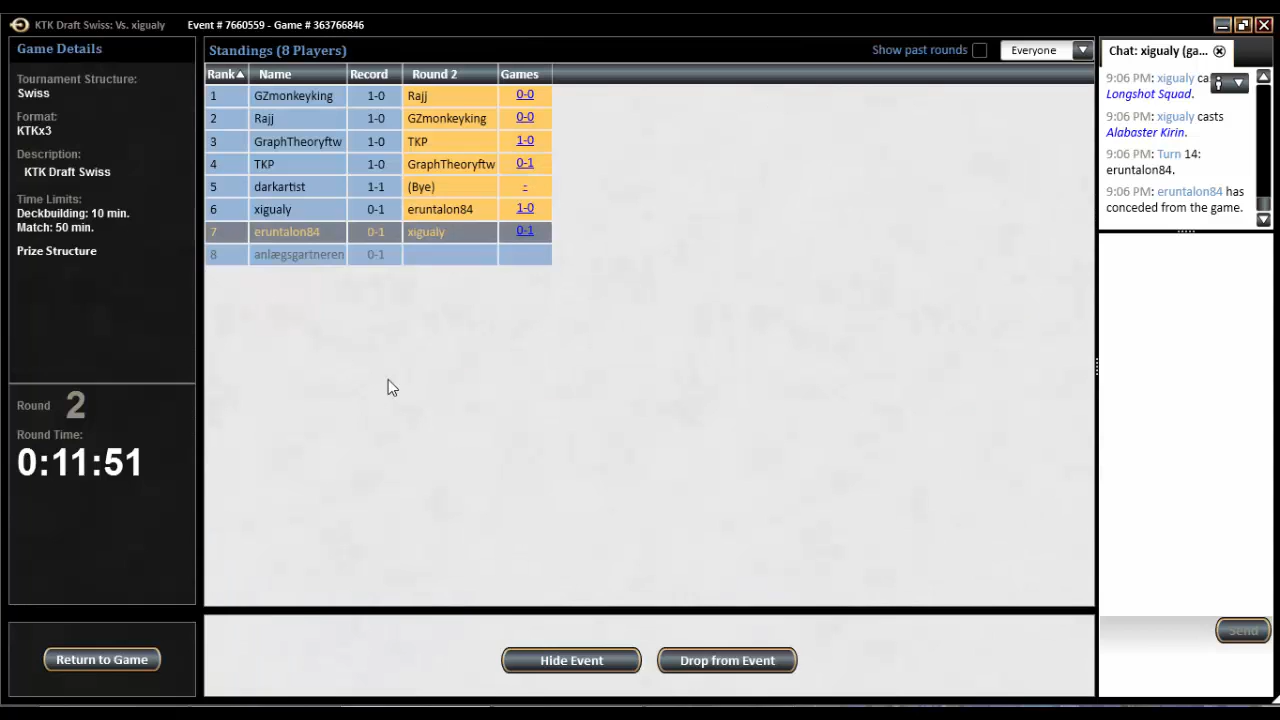 KTK Draft Swiss: Vs. xigualy Event # 7660559 - Game # 363766846
Game Details
Tournament Structure:
Swiss
Format:
KTKx3
Description:
KTK Draft Swiss
Time Limits:
Deckbuilding: 10 min.
Match: 50 min.
Prize Structure
Round 2
Round Time:
0:11:51
Return to Game
Standings (8 Players) Show past rounds Everyone
Rank Name Record Round 2 Games
1 GZmonkeyking 1-0 Rajj 0-0
2 Rajj 1-0 GZmonkeyking 0-0
3 GraphTheoryftw 1-0 TKP 1-0
4 TKP 1-0 GraphTheoryftw 0-1
5 darkartist 1-1 (Bye) -
6 xigualy 0-1 eruntalon84 1-0
7 eruntalon84 0-1 xigualy 0-1
8 anlægsgartneren 0-1
Hide Event Drop from Event
Chat: xigualy (ga...
9:06 PM: xigualy ca
Longshot Squad.
9:06 PM: xigualy casts
Alabaster Kirin.
9:06 PM: Turn 14:
eruntalon84.
9:06 PM: eruntalon84 has
conceded from the game.
Send